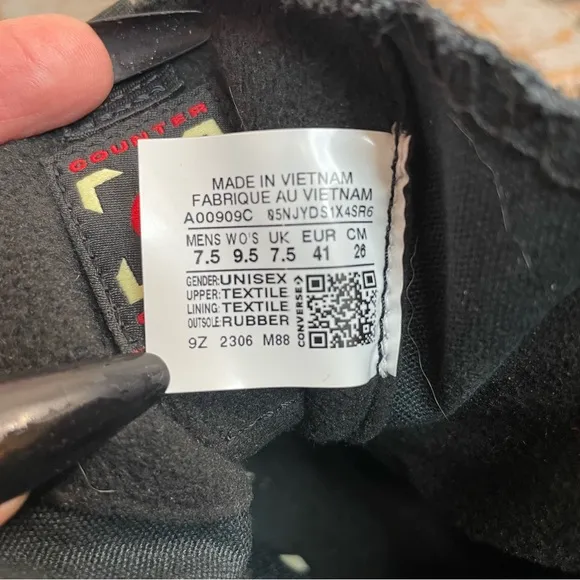 COUNTER
MADE IN VIETNAM
FABRIQUE AU VIETNAM
A00909C 05NJYDS1X4SR6
MENS WO'S UK EUR CM
7.5 9.5 7.5 41 26
GENDER: UNISEX
UPPER: TEXTILE
LINING: TEXTILE
OUTSOLE: RUBBER
CONVERSE
9Z 2306 M88